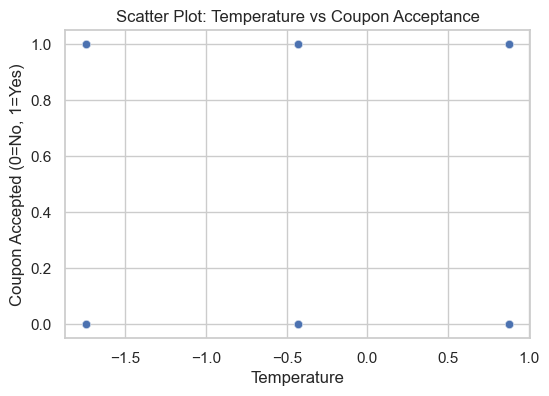 Scatter Plot: Temperature vs Coupon Acceptance
Coupon Accepted (0=No, 1=Yes)
1.0
0.8
0.6
0.4
0.2
0.0
−1.5 −1.0 −0.5 0.0 0.5 1.0
Temperature